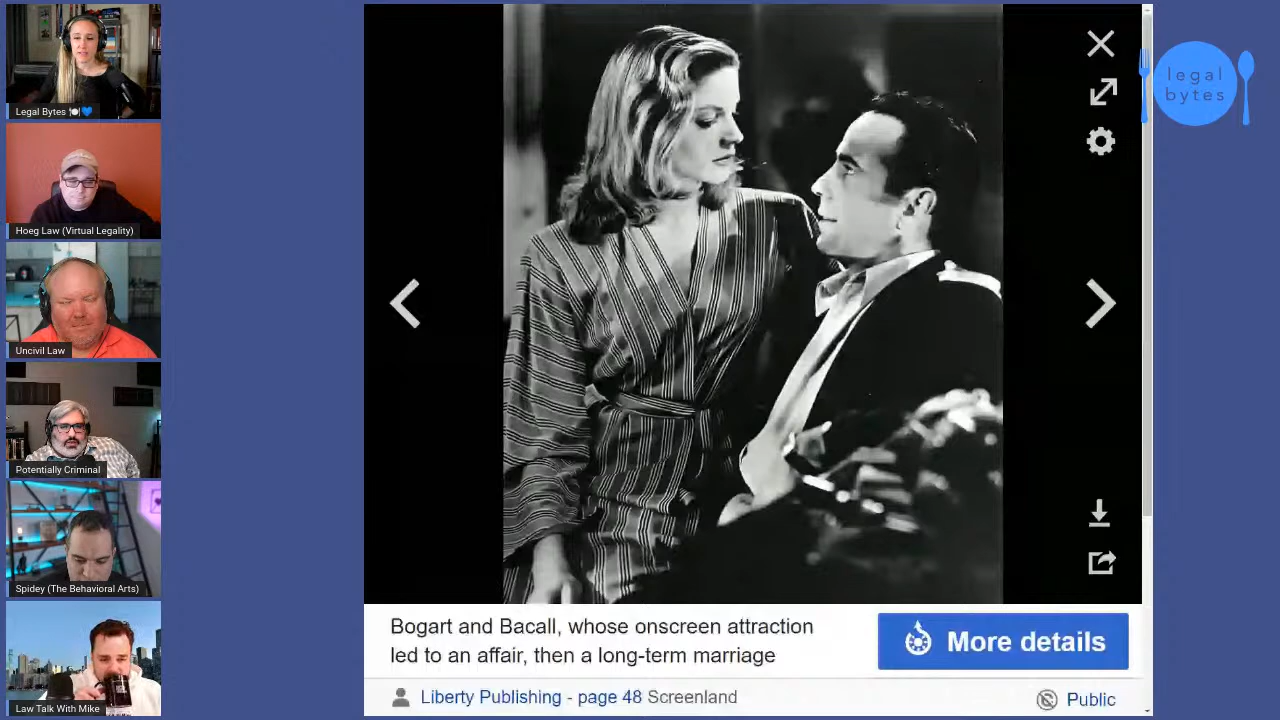 Legal Bytes 🍽️💙
Hoeg Law (Virtual Legality)
Uncivil Law
Potentially Criminal
Spidey (The Behavioral Arts)
Law Talk With Mike
legal
bytes
Bogart and Bacall, whose onscreen attraction
led to an affair, then a long-term marriage
More details
Liberty Publishing - page 48 Screenland
Public